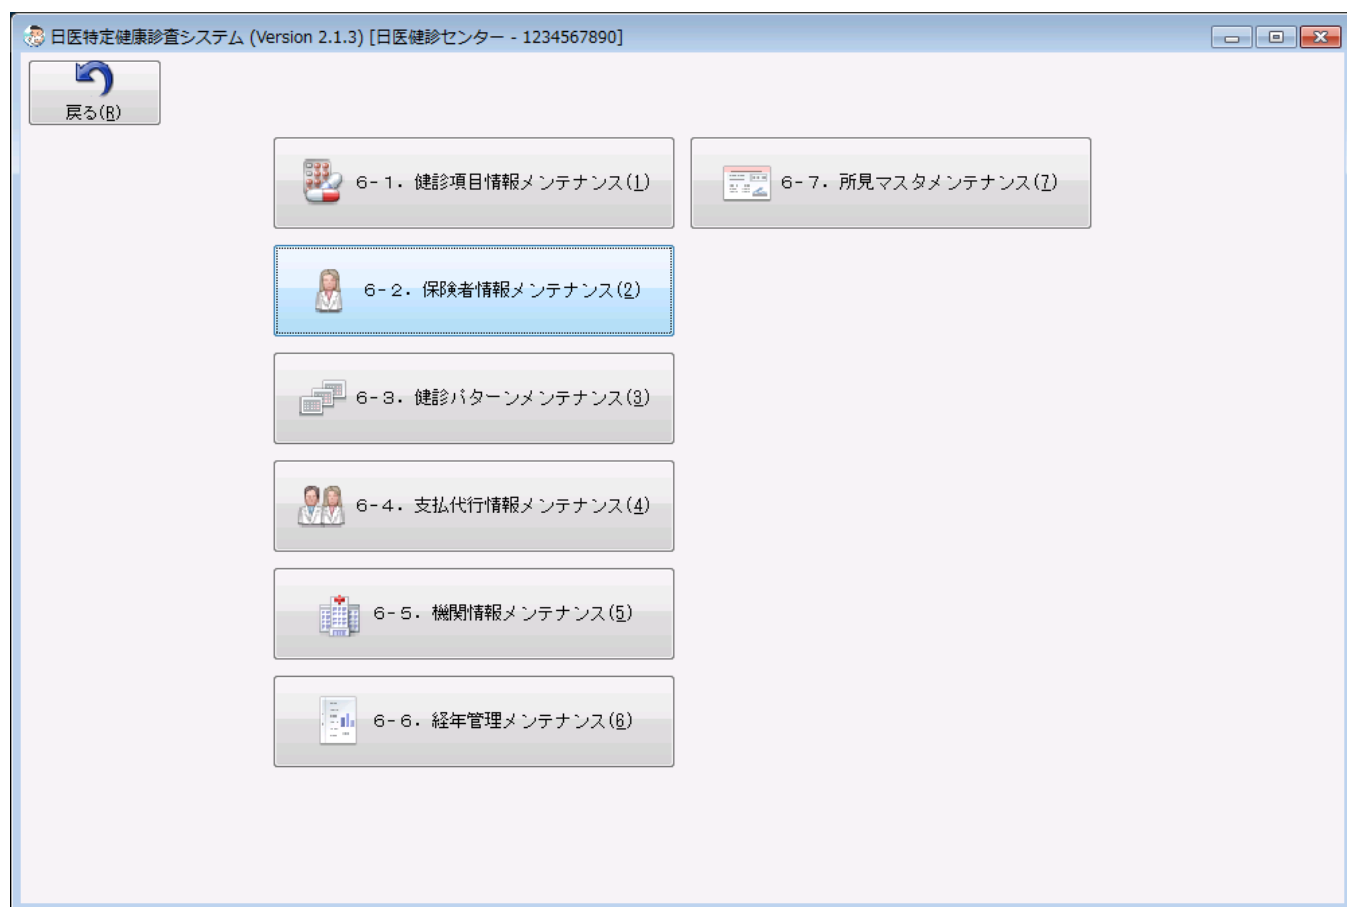 日医特定健康診査システム (Version 2.1.3) [日医健診センター - 1234567890]
戻る(R)
６-１．健診項目情報メンテナンス(1)
６-７．所見マスタメンテナンス(7)
６-２．保険者情報メンテナンス(2)
６-３．健診パターンメンテナンス(3)
６-４．支払代行情報メンテナンス(4)
６-５．機関情報メンテナンス(5)
６-６．経年管理メンテナンス(6)